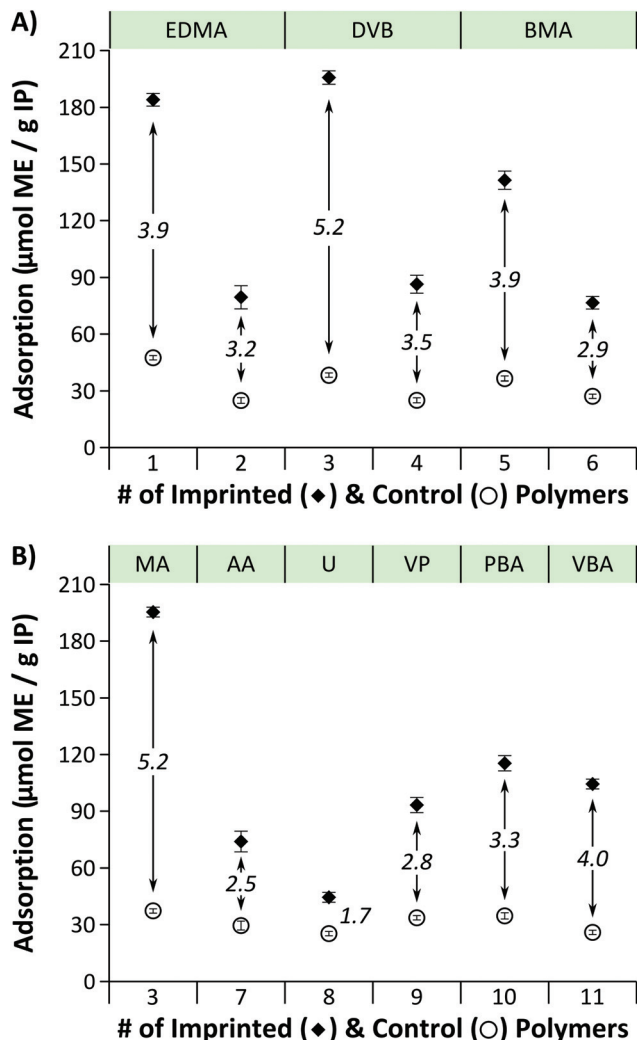 A)
EDMA DVB BMA
Adsorption (µmol ME / g IP)
210
180
150
120
90
60
30
0
3.9
3.2
5.2
3.5
3.9
2.9
1 2 3 4 5 6
# of Imprinted (◆) & Control (○) Polymers
B)
MA AA U VP PBA VBA
Adsorption (µmol ME / g IP)
210
180
150
120
90
60
30
0
5.2
2.5
1.7
2.8
3.3
4.0
3 7 8 9 10 11
# of Imprinted (◆) & Control (○) Polymers